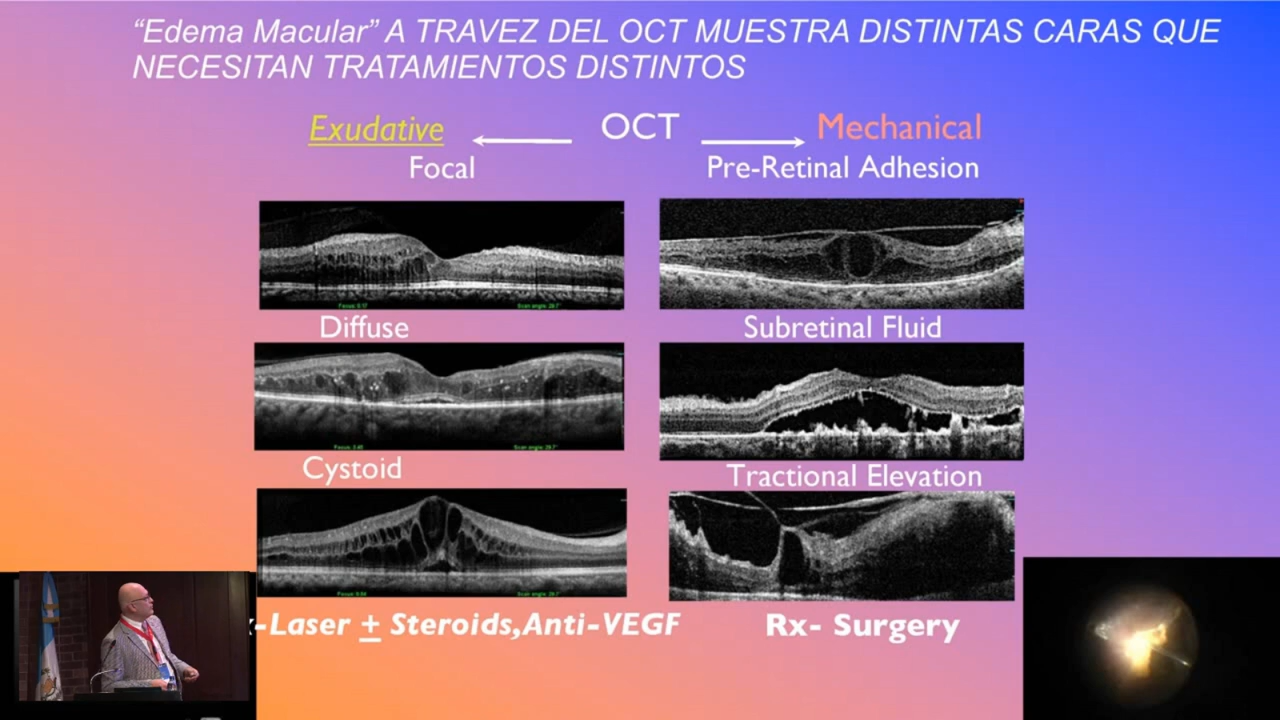 “Edema Macular” A TRAVEZ DEL OCT MUESTRA DISTINTAS CARAS QUE
NECESITAN TRATAMIENTOS DISTINTOS
Exudative
OCT
Mechanical
Focal
Pre-Retinal Adhesion
Diffuse
Subretinal Fluid
Cystoid
Tractional Elevation
-Laser ± Steroids,Anti-VEGF
Rx- Surgery